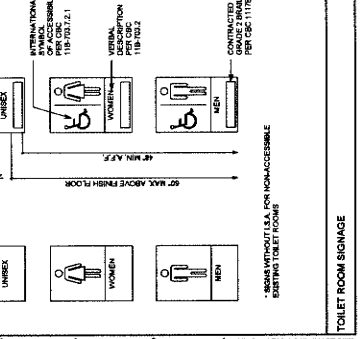 INTERNATIONAL
SYMBOL
OF ACCESSIBIL
PER CBC
11B-703.7.2.1
VERBAL
DESCRIPTION
PER CBC
11B-703.2
CONTRACTED
GRADE 2 BRAIL
PER CBC 1117B
UNISEX
WOMEN
MEN
48" MIN. A.F.F.
60" MAX. ABOVE FINISH FLOOR
UNISEX
WOMEN
MEN
* SIGNS WITHOUT I.S.A. FOR NON-ACCESSIBLE
EXISTING TOILET ROOMS
TOILET ROOM SIGNAGE